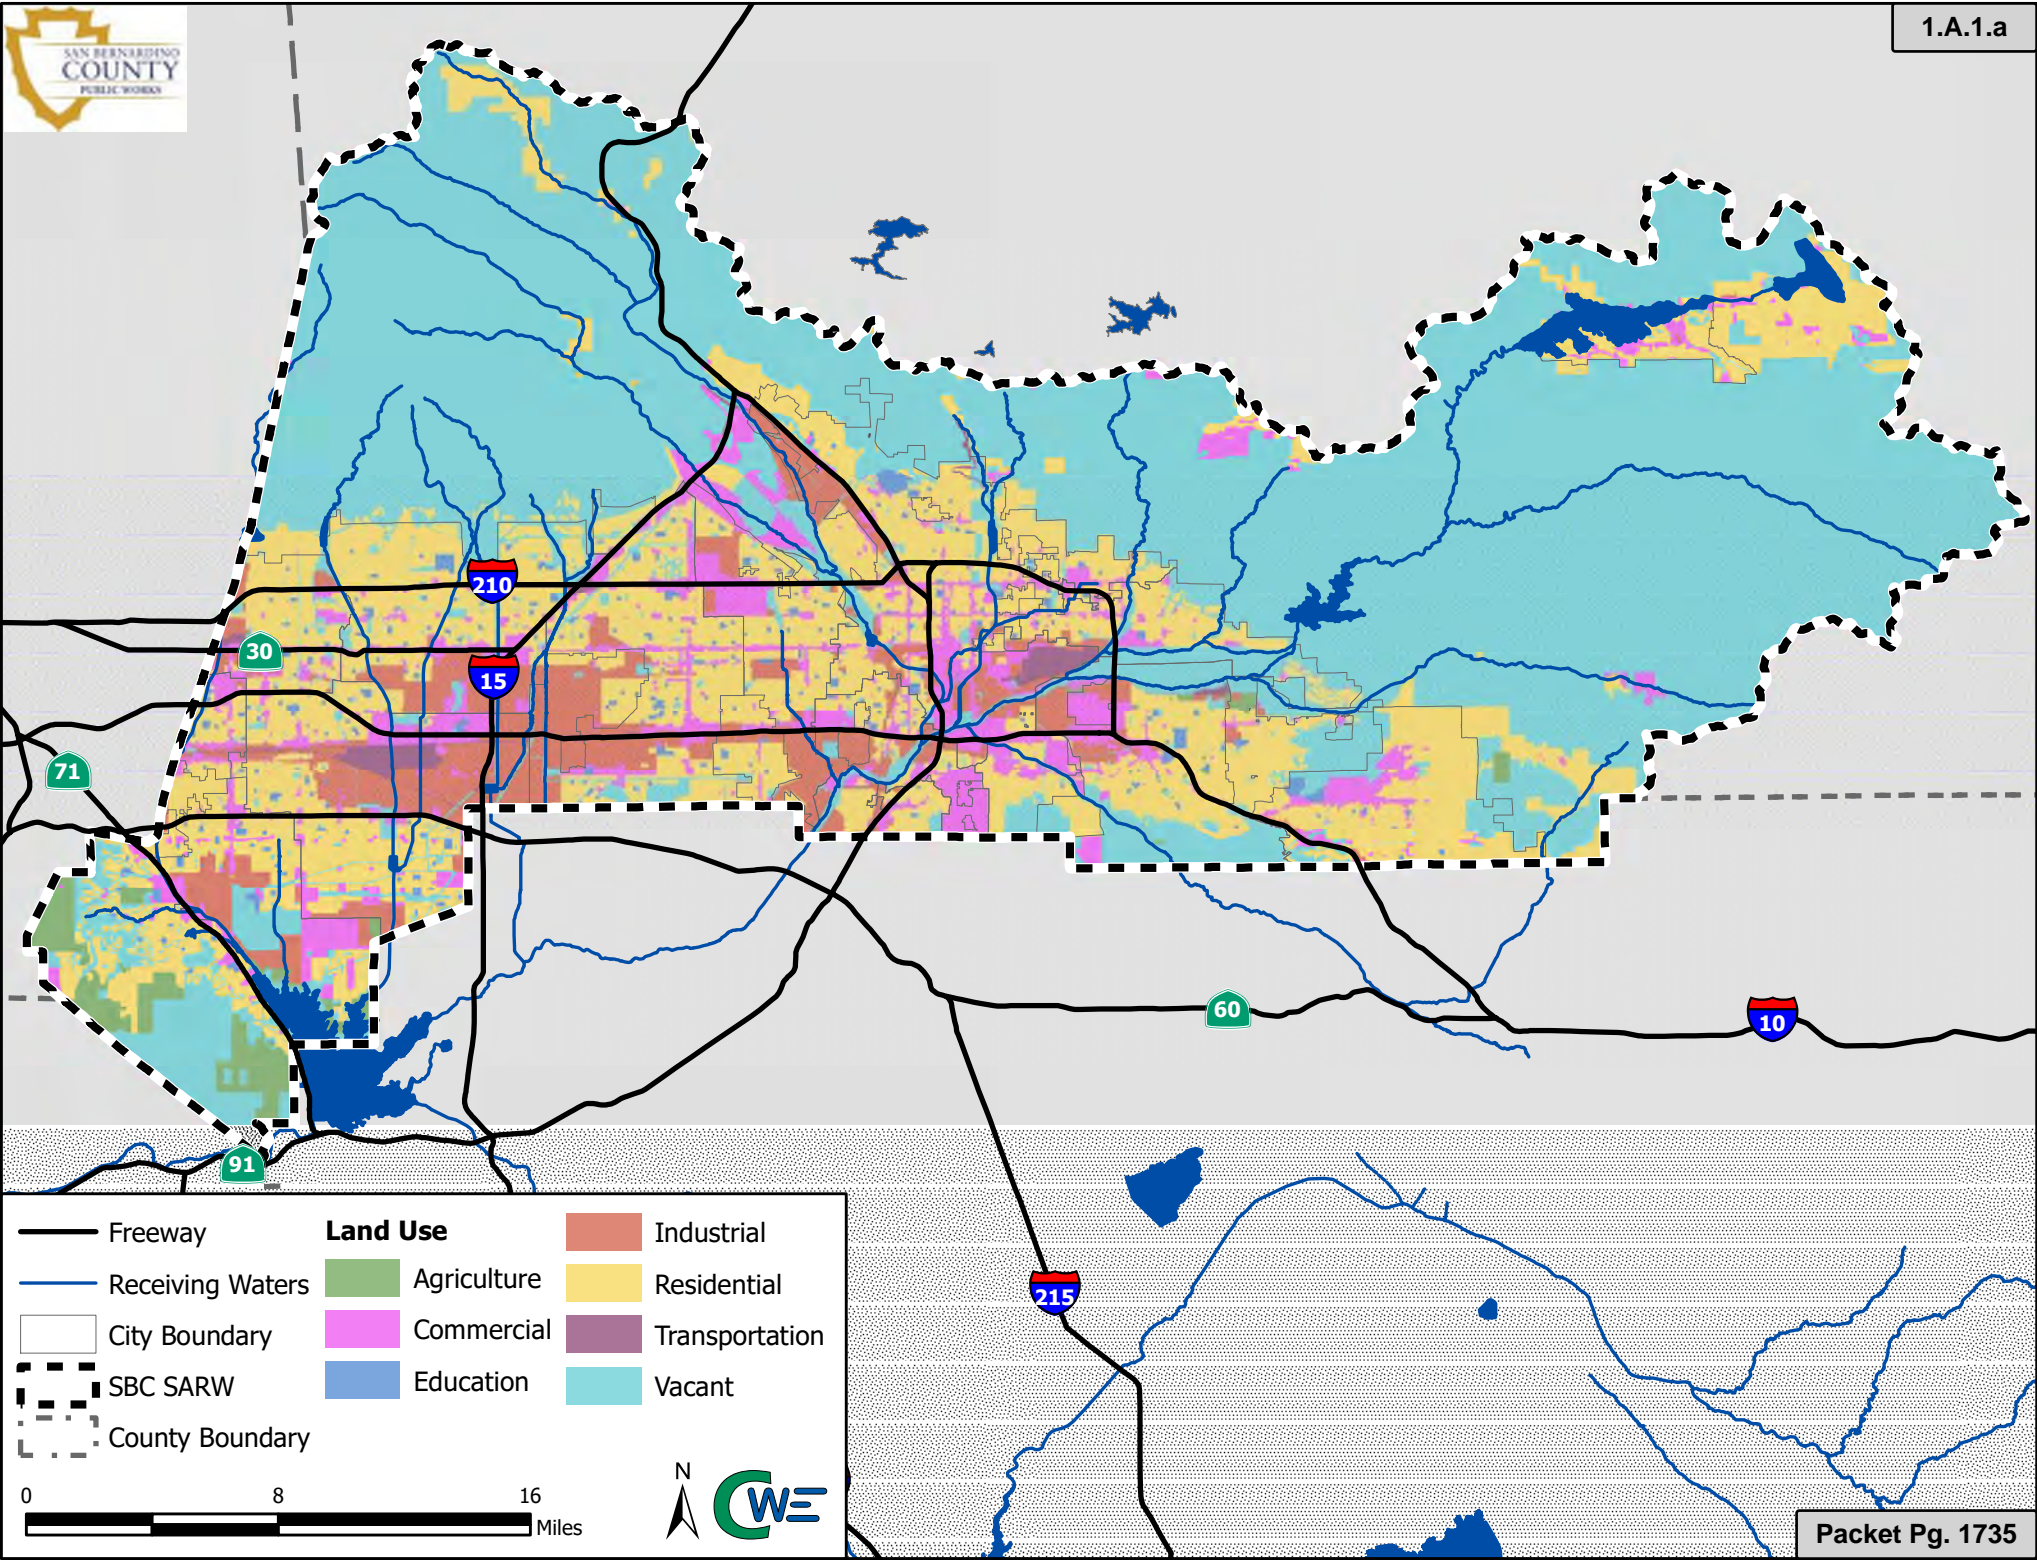 SAN BERNARDINO
COUNTY
PUBLIC WORKS
1.A.1.a
210
30
15
71
60
10
91
215
Freeway
Receiving Waters
City Boundary
SBC SARW
County Boundary
Land Use
Agriculture
Commercial
Education
Industrial
Residential
Transportation
Vacant
0 8 16
Miles
N
CWE
Packet Pg. 1735